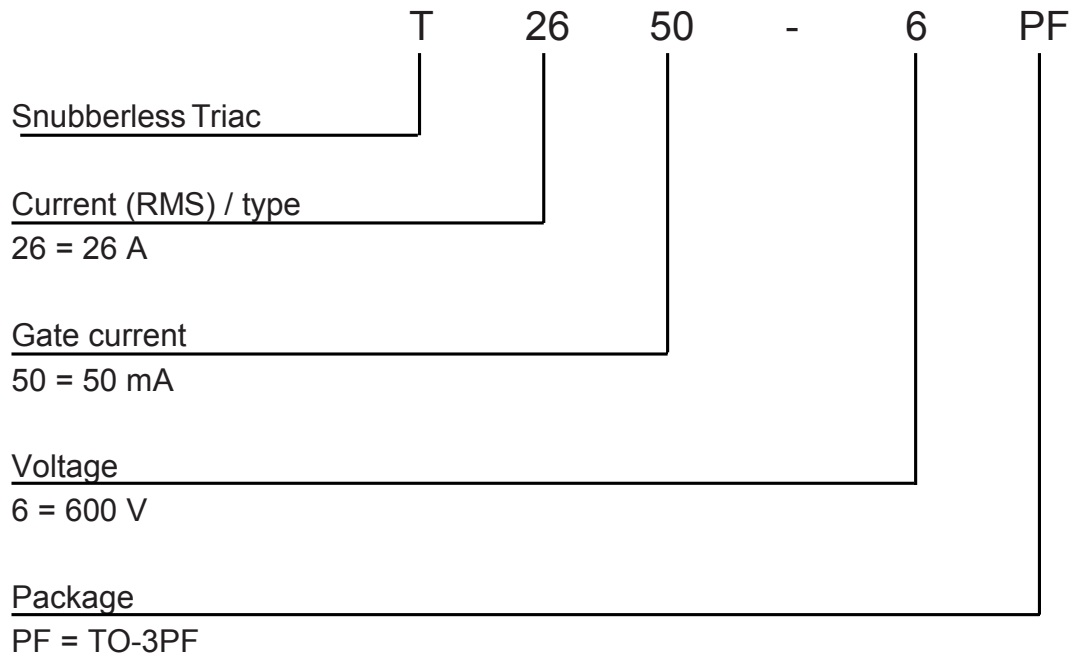 T 26 50 - 6 PF
Snubberless Triac
Current (RMS) / type
26 = 26 A
Gate current
50 = 50 mA
Voltage
6 = 600 V
Package
PF = TO-3PF